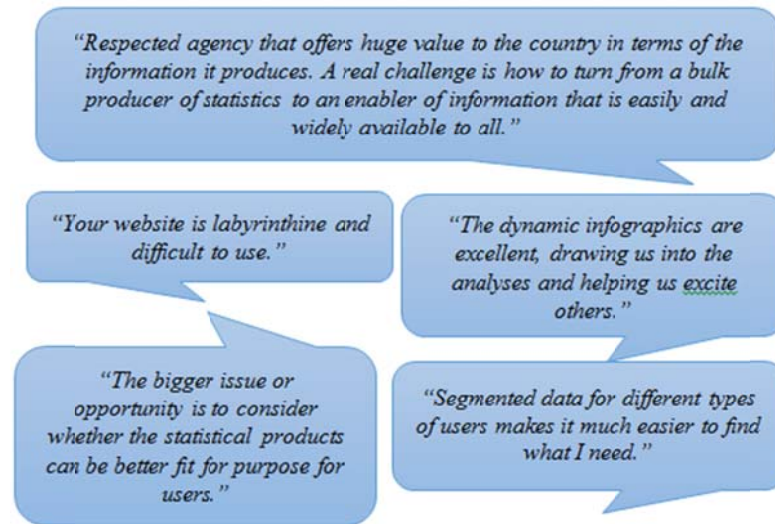 “Respected agency that offers huge value to the country in terms of the
information it produces. A real challenge is how to turn from a bulk
producer of statistics to an enabler of information that is easily and
widely available to all.”
“Your website is labyrinthine and
difficult to use.”
“The dynamic infographics are
excellent, drawing us into the
analyses and helping us excite
others.”
“The bigger issue or
opportunity is to consider
whether the statistical products
can be better fit for purpose for
users.”
“Segmented data for different types
of users makes it much easier to find
what I need.”